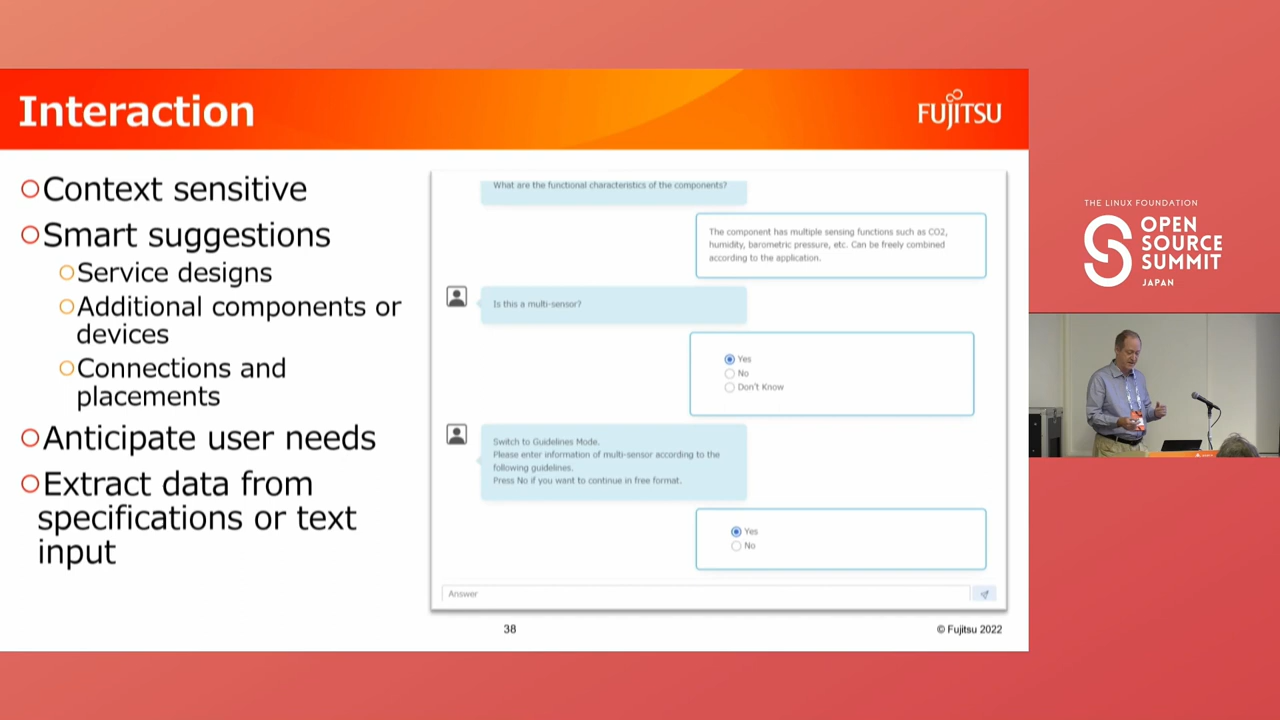 Interaction
FUJITSU
Context sensitive
Smart suggestions
Service designs
Additional components or
devices
Connections and
placements
Anticipate user needs
Extract data from
specifications or text
input
What are the functional characteristics of the components?
The component has multiple sensing functions such as CO2,
humidity, barometric pressure, etc. Can be freely combined
according to the application.
Is this a multi-sensor?
Yes
No
Don't Know
Switch to Guidelines Mode.
Please enter information of multi-sensor according to the
following guidelines.
Press No if you want to continue in free format.
Yes
No
Answer
38
© Fujitsu 2022
THE LINUX FOUNDATION
OPEN
SOURCE
SUMMIT
JAPAN